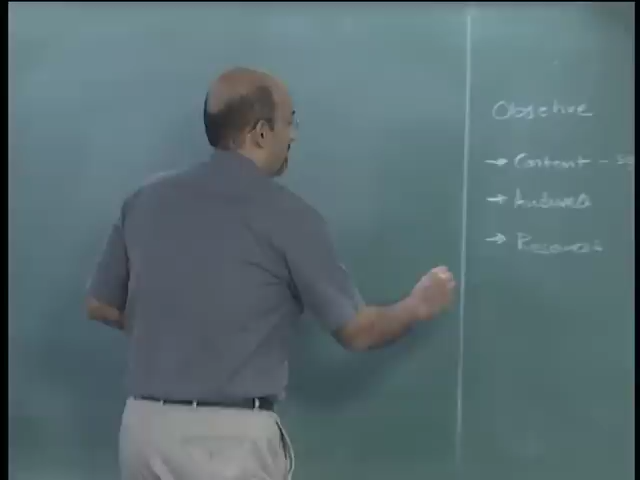 Objective
→ Content -
→ Audience
→ Resources